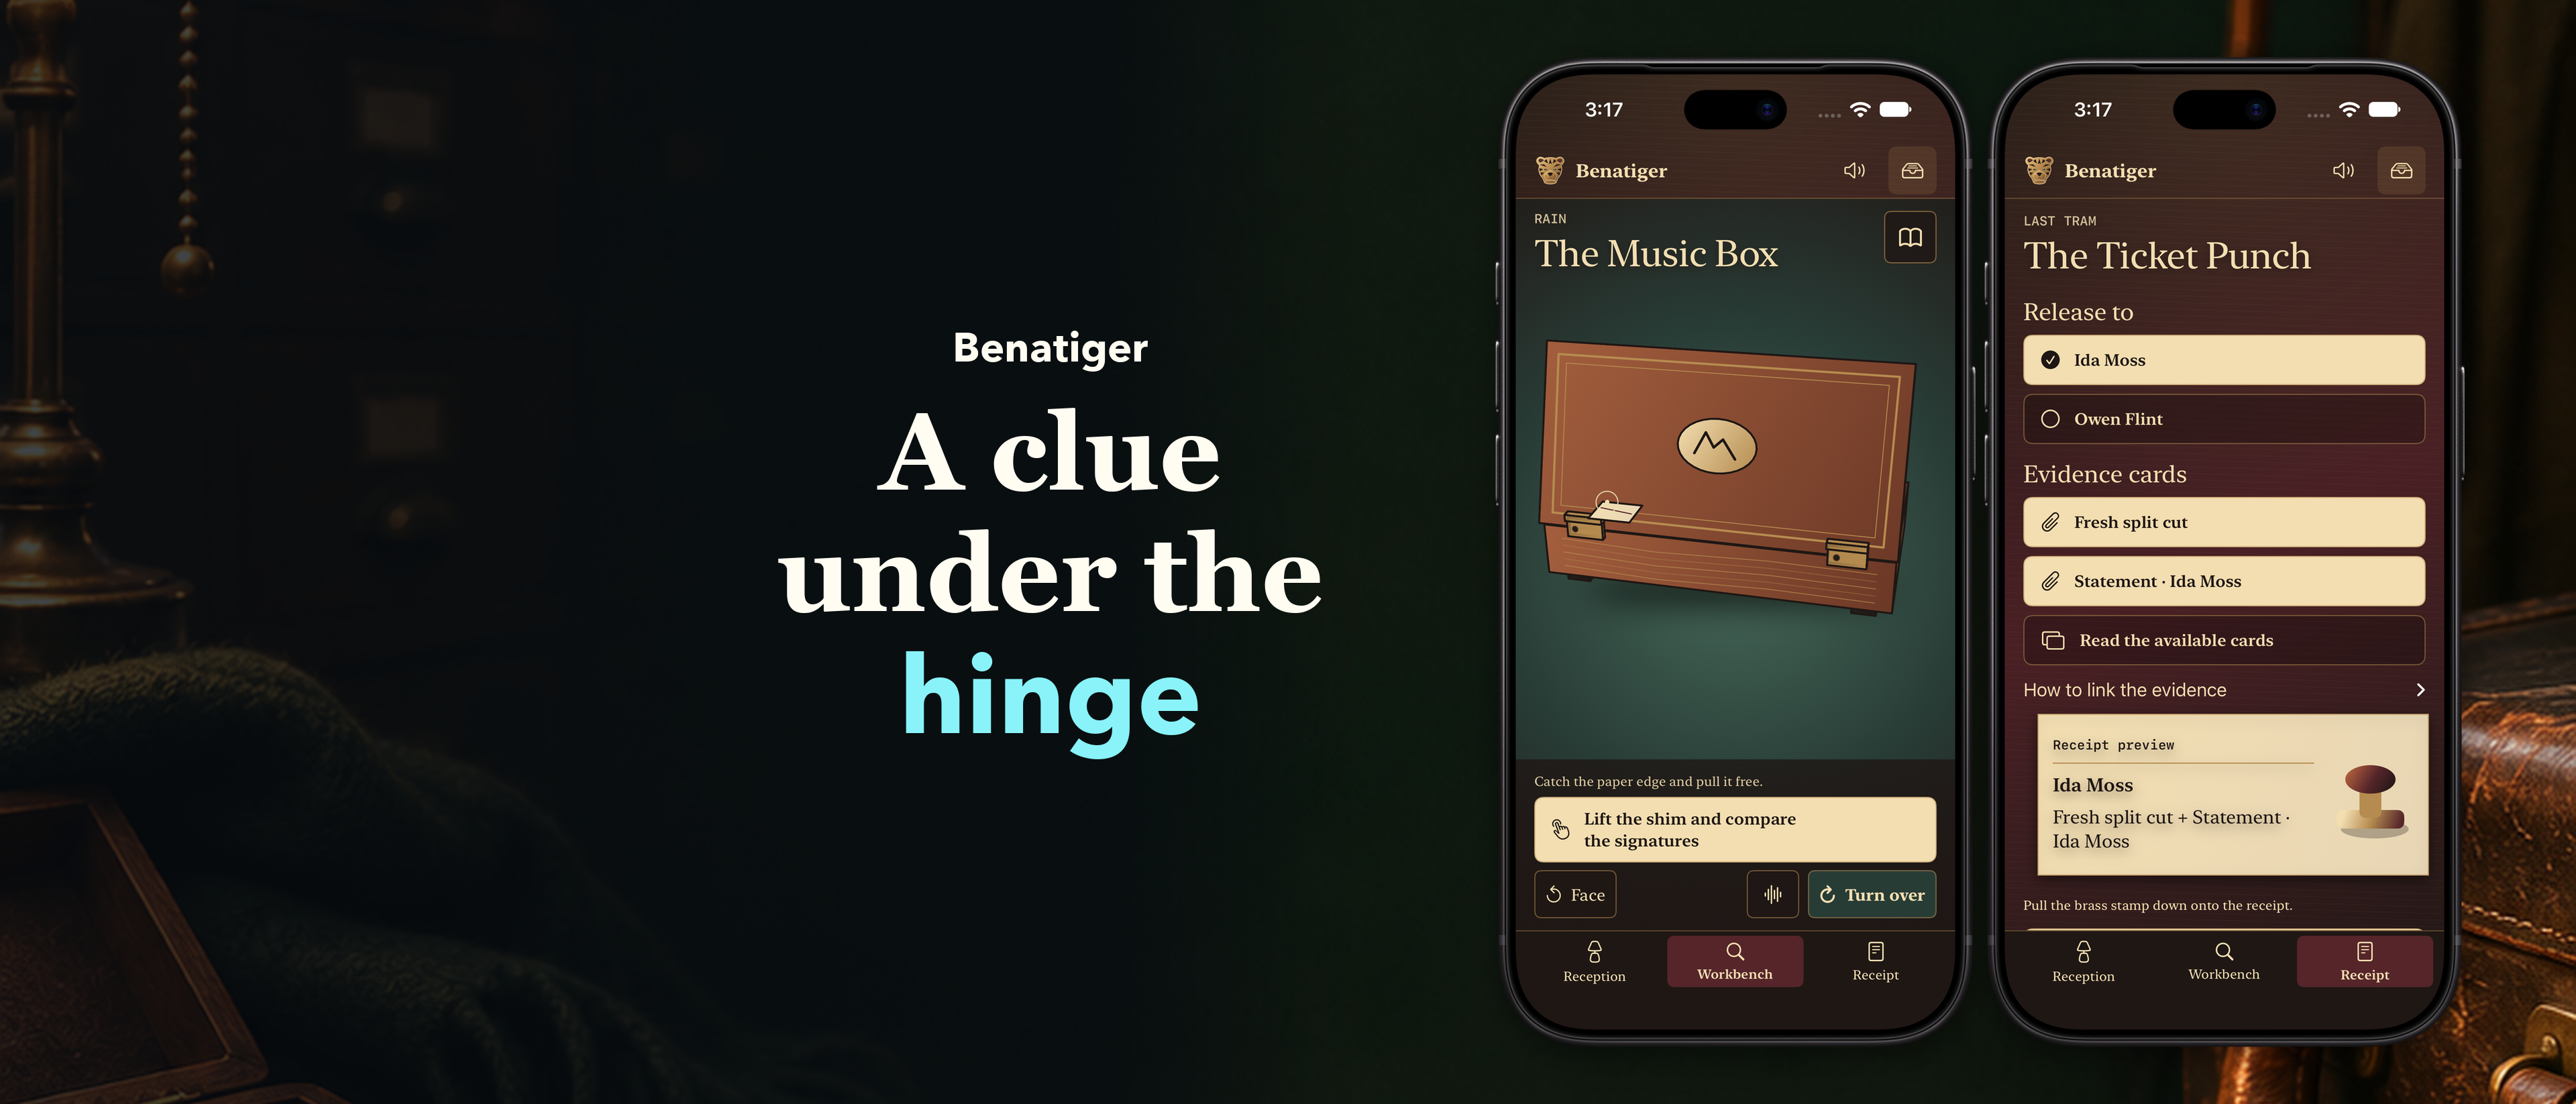 Benatiger
A clue
under the
hinge
3:17
Benatiger
RAIN
The Music Box
Catch the paper edge and pull it free.
Lift the shim and compare
the signatures
Face
Turn over
Reception
Workbench
Receipt
3:17
Benatiger
LAST TRAM
The Ticket Punch
Release to
Ida Moss
Owen Flint
Evidence cards
Fresh split cut
Statement · Ida Moss
Read the available cards
How to link the evidence
Receipt preview
Ida Moss
Fresh split cut + Statement ·
Ida Moss
Pull the brass stamp down onto the receipt.
Reception
Workbench
Receipt